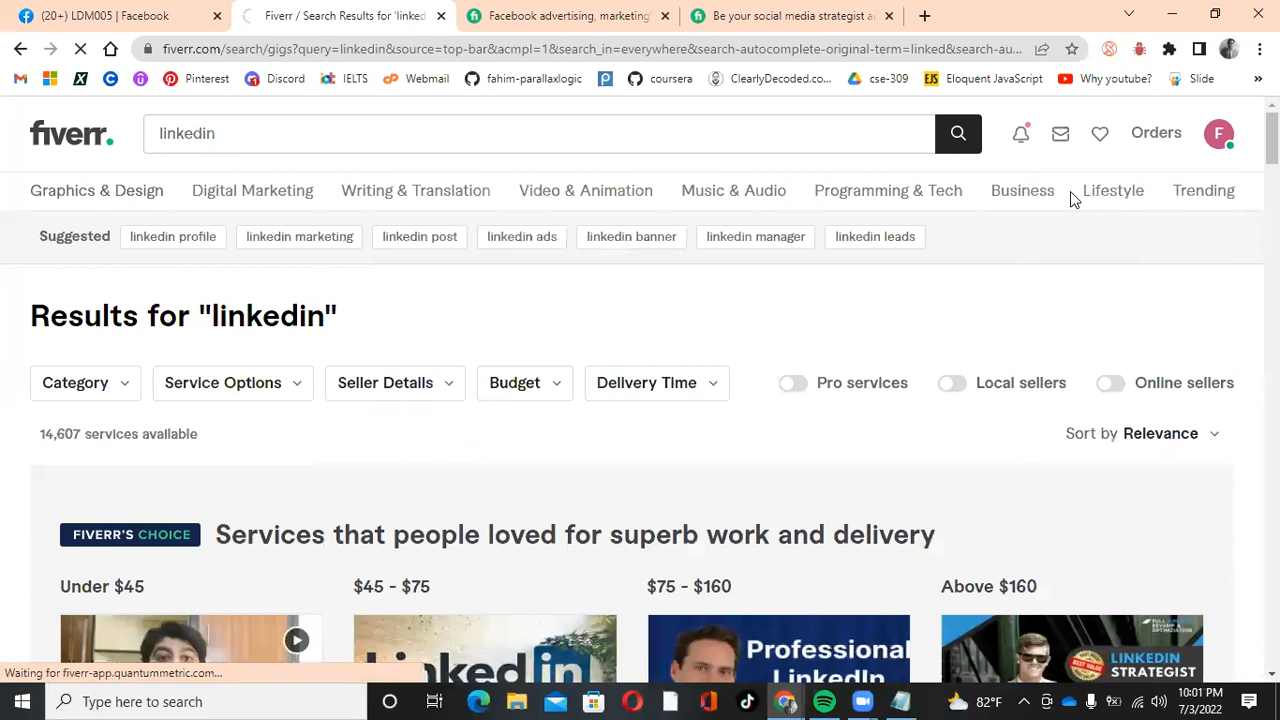 (20+) LDM005 | Facebook
Fiverr / Search Results for 'linked
Facebook advertising, marketing
Be your social media strategist a
fiverr.com/search/gigs?query=linkedin&source=top-bar&acmpl=1&search_in=everywhere&search-autocomplete-original-term=linked&search-au...
Pinterest
Discord
IELTS
Webmail
fahim-parallaxlogic
coursera
ClearlyDecoded.co...
cse-309
Eloquent JavaScript
Why youtube?
Slide
fiverr.
linkedin
Orders
F
Graphics & Design
Digital Marketing
Writing & Translation
Video & Animation
Music & Audio
Programming & Tech
Business
Lifestyle
Trending
Suggested
linkedin profile
linkedin marketing
linkedin post
linkedin ads
linkedin banner
linkedin manager
linkedin leads
Results for "linkedin"
Category
Service Options
Seller Details
Budget
Delivery Time
Pro services
Local sellers
Online sellers
14,607 services available
Sort by Relevance
FIVERR'S CHOICE
Services that people loved for superb work and delivery
Under $45
$45 - $75
$75 - $160
Above $160
Linkedin
Professional
LinkedIn
LINKEDIN
STRATEGIST
Waiting for fiverr-app.quantummetric.com...
Type here to search
82°F
10:01 PM
7/3/2022